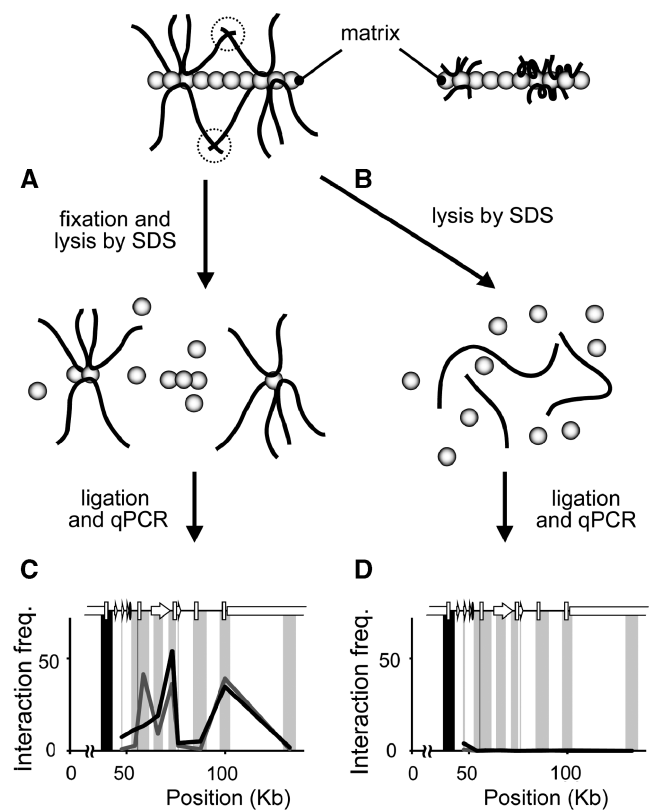 matrix
A
B
fixation and
lysis by SDS
lysis by SDS
ligation
and qPCR
ligation
and qPCR
C
D
Interaction freq.
50
0
0
50
100
Position (Kb)
Interaction freq.
50
0
0
50
100
Position (Kb)